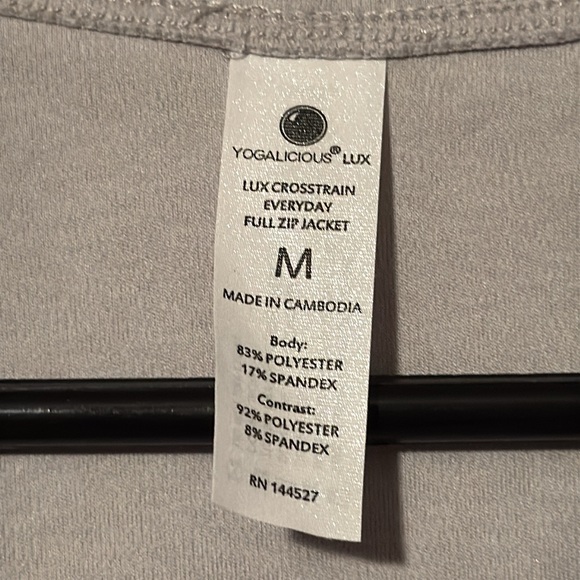 YOGALICIOUS® LUX
LUX CROSSTRAIN
EVERYDAY
FULL ZIP JACKET
M
MADE IN CAMBODIA
Body:
83% POLYESTER
17% SPANDEX
Contrast:
92% POLYESTER
8% SPANDEX
RN 144527